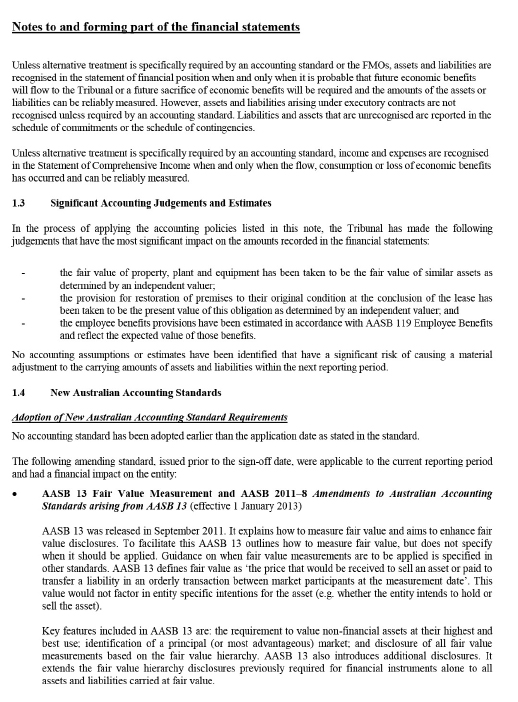 Notes to and forming part of the financial statements
Unless alternative treatment is specifically required by an accounting standard or the FMOs, assets and liabilities are
recognised in the statement of financial position when and only when it is probable that future economic benefits
will flow to the Tribunal or a future sacrifice of economic benefits will be required and the amounts of the assets or
liabilities can be reliably measured. However, assets and liabilities arising under executory contracts are not
recognised unless required by an accounting standard. Liabilities and assets that are unrecognised are reported in the
schedule of commitments or the schedule of contingencies.
Unless alternative treatment is specifically required by an accounting standard, income and expenses are recognised
in the Statement of Comprehensive Income when and only when the flow, consumption or loss of economic benefits
has occurred and can be reliably measured.
1.3 Significant Accounting Judgements and Estimates
In the process of applying the accounting policies listed in this note, the Tribunal has made the following
judgements that have the most significant impact on the amounts recorded in the financial statements:
- the fair value of property, plant and equipment has been taken to be the fair value of similar assets as
determined by an independent valuer;
- the provision for restoration of premises to their original condition at the conclusion of the lease has
been taken to be the present value of this obligation as determined by an independent valuer; and
- the employee benefits provisions have been estimated in accordance with AASB 119 Employee Benefits
and reflect the expected value of those benefits.
No accounting assumptions or estimates have been identified that have a significant risk of causing a material
adjustment to the carrying amounts of assets and liabilities within the next reporting period.
1.4 New Australian Accounting Standards
Adoption of New Australian Accounting Standard Requirements
No accounting standard has been adopted earlier than the application date as stated in the standard.
The following amending standard, issued prior to the sign-off date, were applicable to the current reporting period
and had a financial impact on the entity:
• AASB 13 Fair Value Measurement and AASB 2011–8 Amendments to Australian Accounting
Standards arising from AASB 13 (effective 1 January 2013)
AASB 13 was released in September 2011. It explains how to measure fair value and aims to enhance fair
value disclosures. To facilitate this AASB 13 outlines how to measure fair value, but does not specify
when it should be applied. Guidance on when fair value measurements are to be applied is specified in
other standards. AASB 13 defines fair value as ‘the price that would be received to sell an asset or paid to
transfer a liability in an orderly transaction between market participants at the measurement date’. This
value would not factor in entity specific intentions for the asset (e.g. whether the entity intends to hold or
sell the asset).
Key features included in AASB 13 are: the requirement to value non-financial assets at their highest and
best use; identification of a principal (or most advantageous) market; and disclosure of all fair value
measurements based on the fair value hierarchy. AASB 13 also introduces additional disclosures. It
extends the fair value hierarchy disclosures previously required for financial instruments alone to all
assets and liabilities carried at fair value.